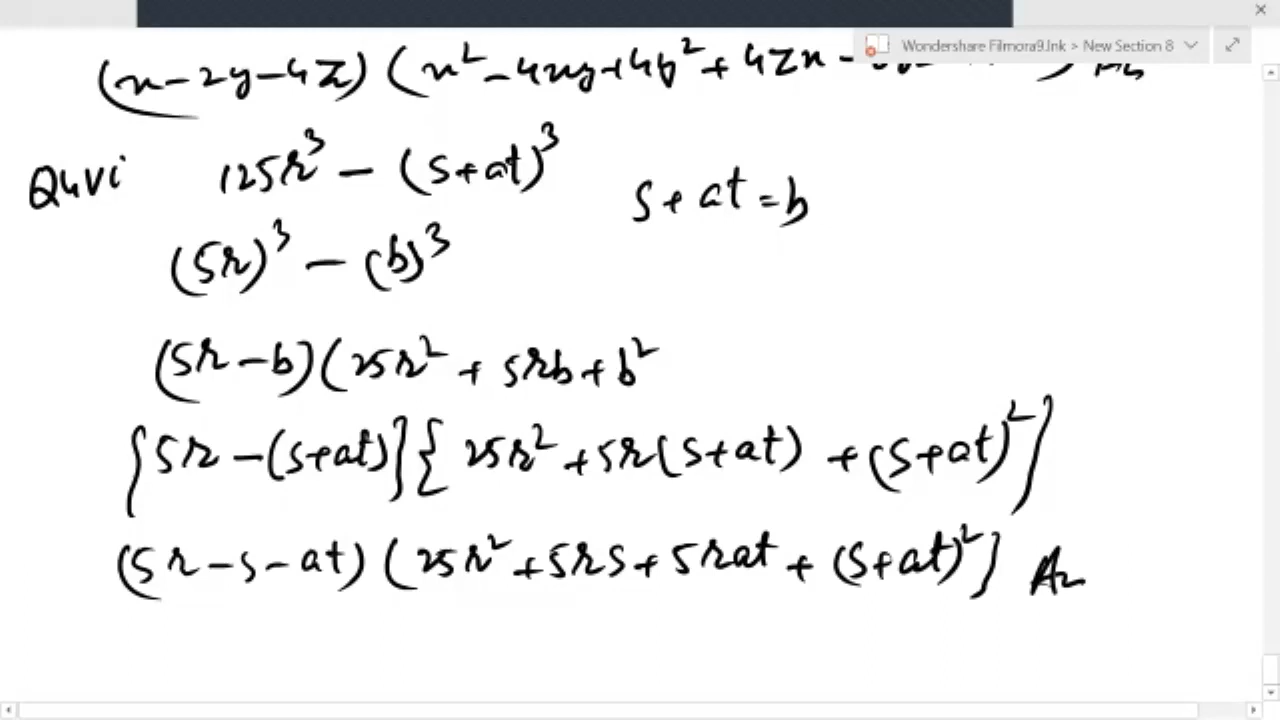 Wondershare Filmora9.lnk > New Section 8
(x-2y-4z) (x²-4xy+4y²+4zx-
Q4vi 125r³ - (s+at)³
s+at=b
(5r)³ - (b)³
(5r-b)(25r² + 5rb+b²
{5r-(s+at)}{25r²+5r(s+at) +(s+at)²}
(5r-s-at) (25r²+5rs+5rat + (s+at)²} An